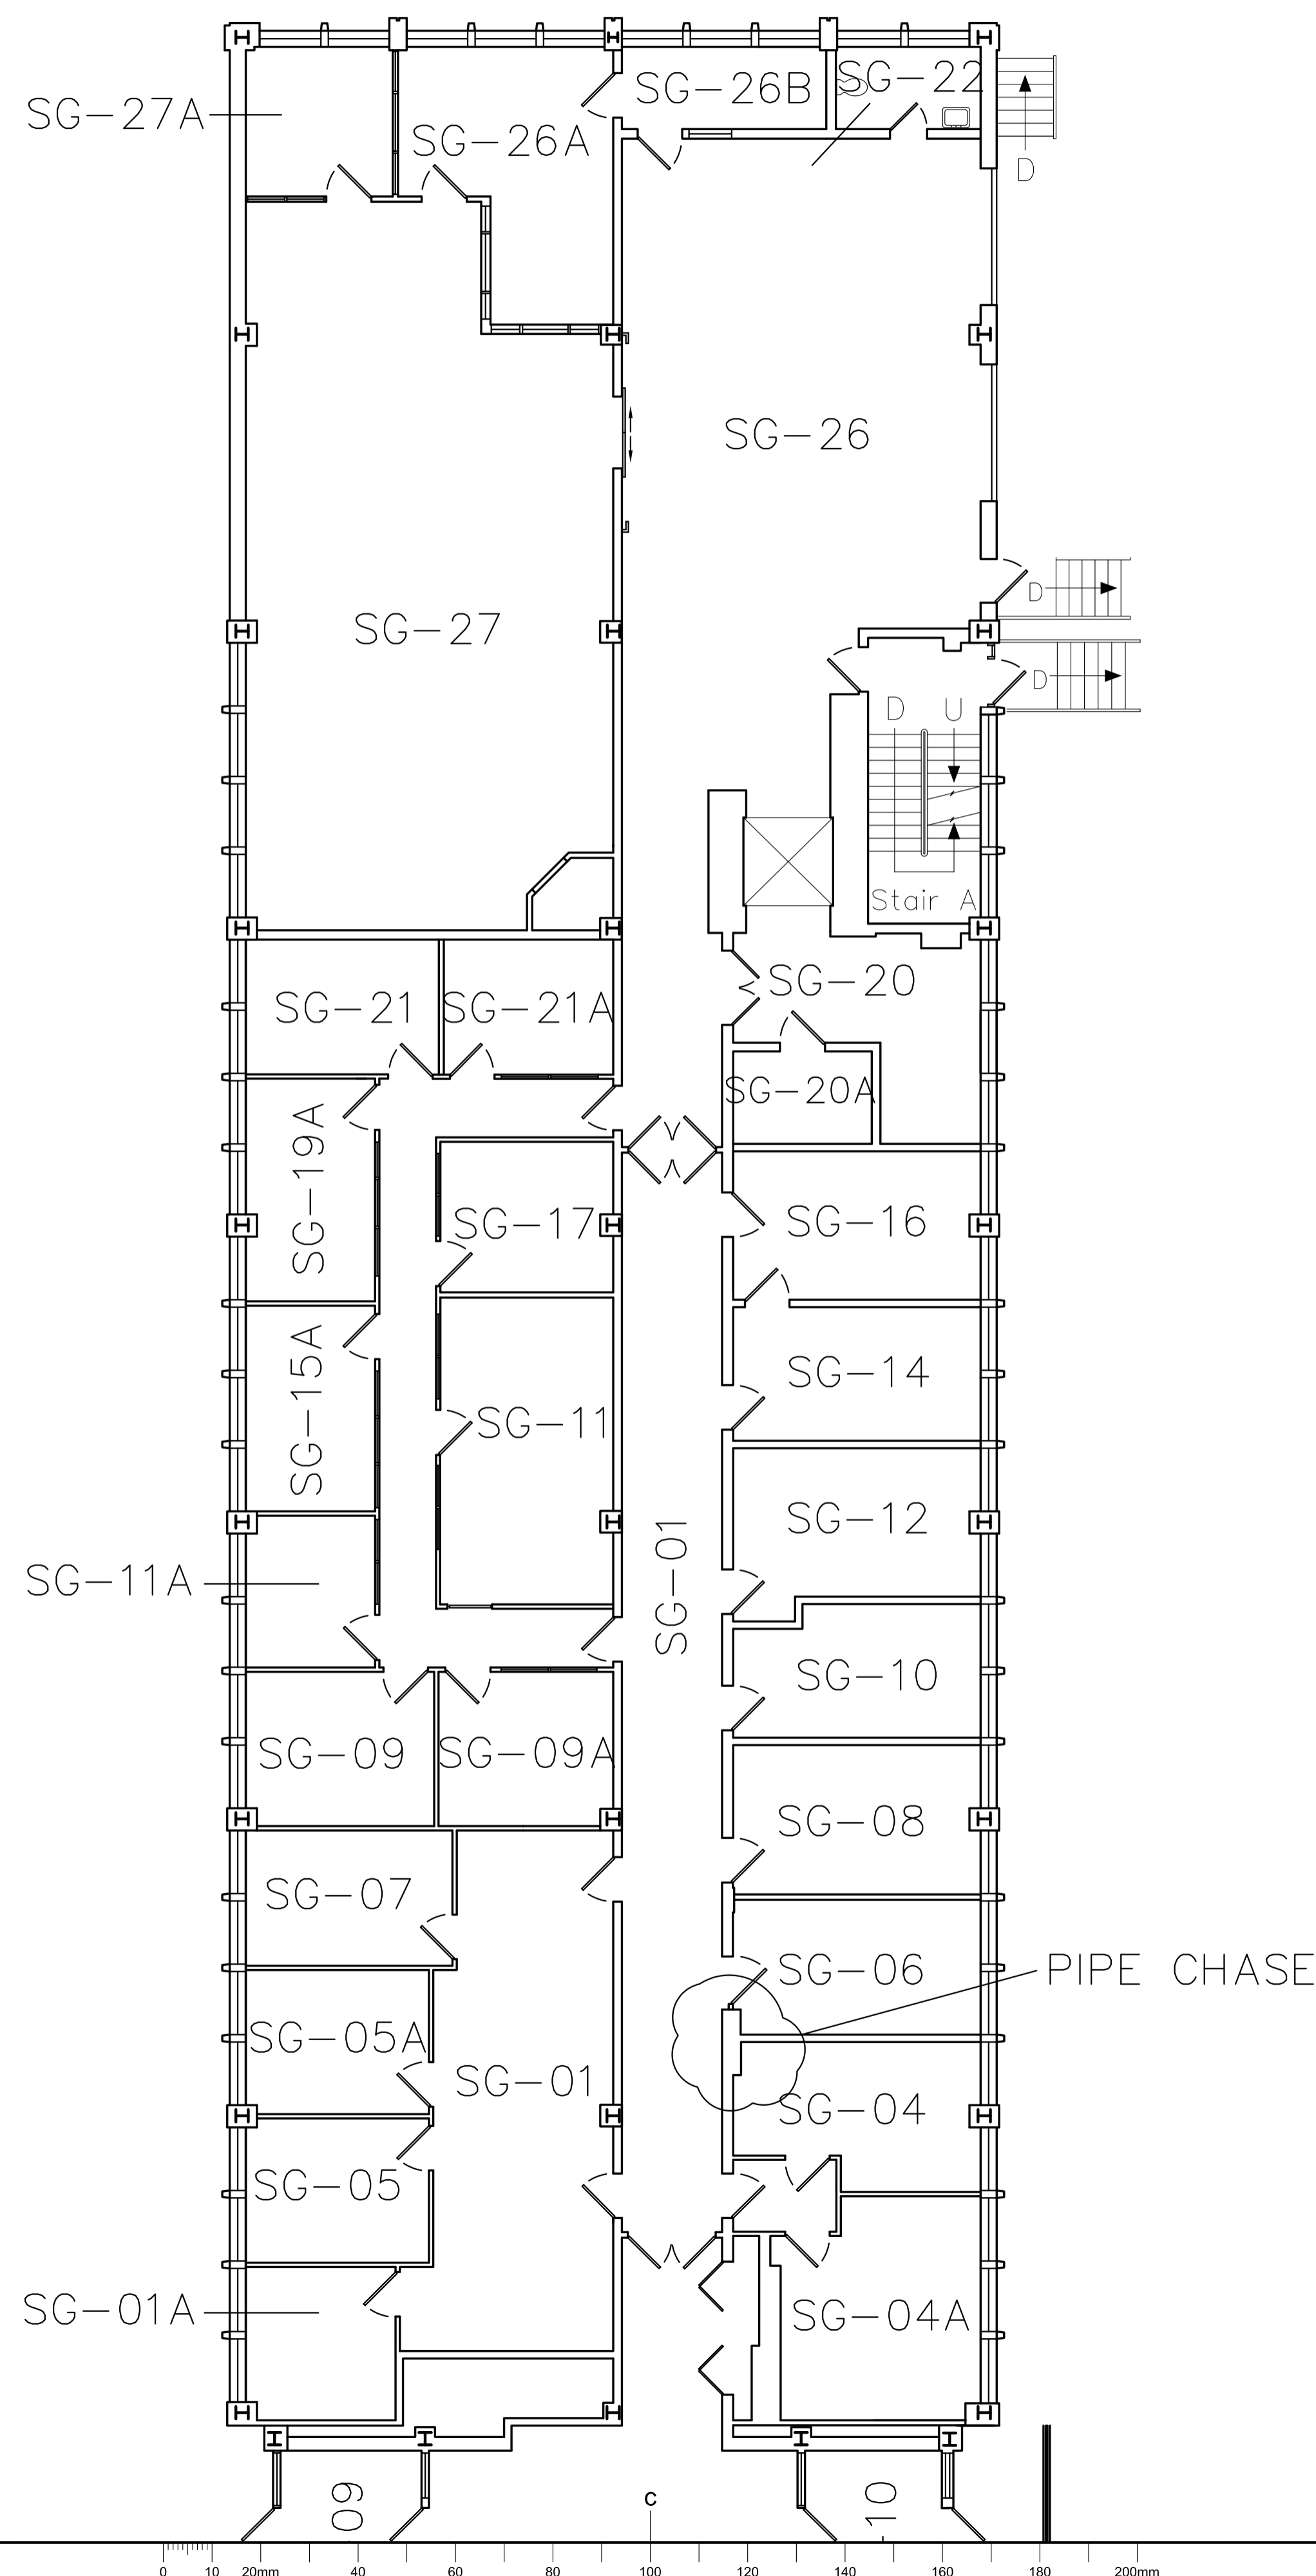 SG-22
SG-26B
SG-27A
SG-26A
D
SG-26
D
SG-27
D
D U
Stair A
SG-20
SG-21 SG-21A
SG-20A
SG-19A
SG-17
SG-16
SG-14
SG-15A
SG-11
SG-12
SG-01
SG-11A
SG-10
SG-09 SG-09A
SG-08
SG-07
SG-06
PIPE CHASE
SG-05A
SG-01
SG-04
SG-05
SG-01A
SG-04A
09
C
10
0 10 20mm 40 60 80 100 120 140 160 180 200mm